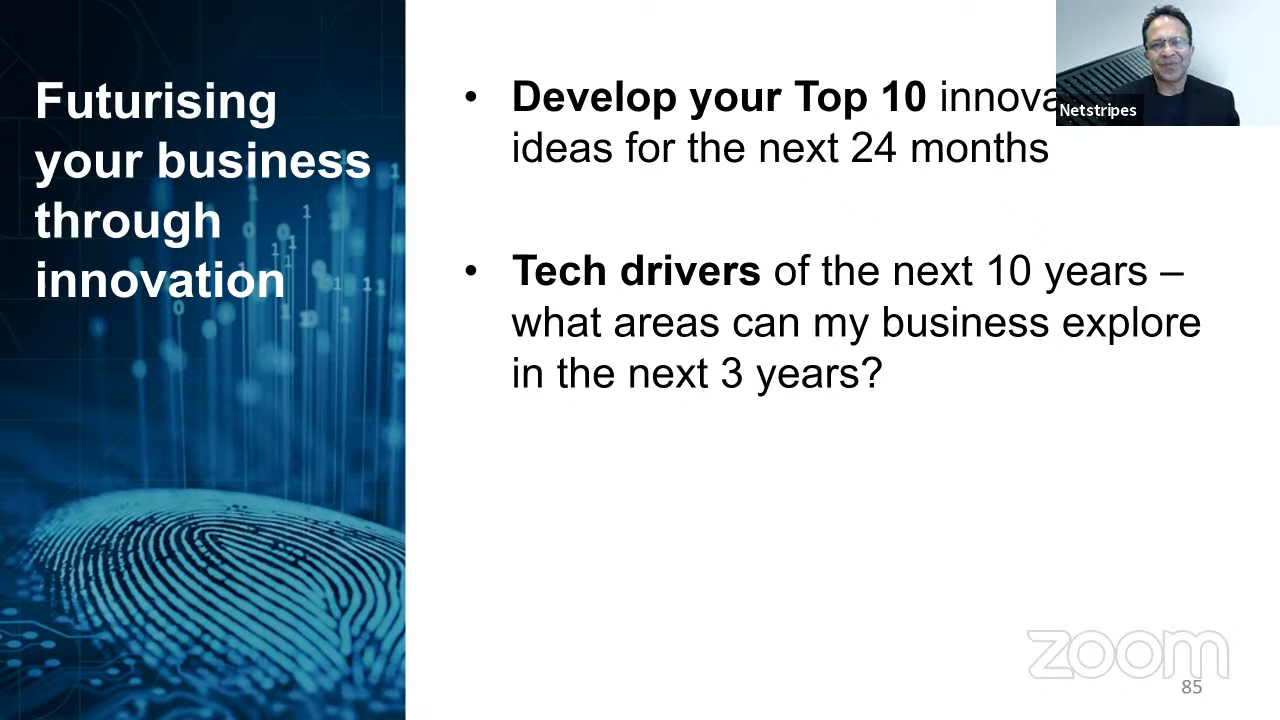 Futurising
your business
through
innovation
• Develop your Top 10
ideas for the next 24 months
• Tech drivers of the next 10 years –
what areas can my business explore
in the next 3 years?
Netstripes
zoom
85